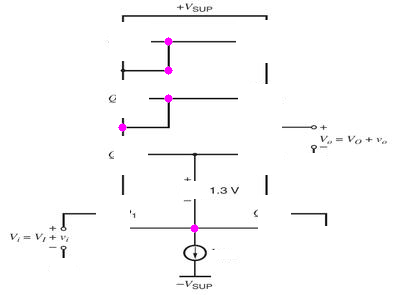 +V_SUP
+
V_o = V_O + v_o
−
+
1.3 V
−
+
V_i = V_I + v_i
−
−V_SUP